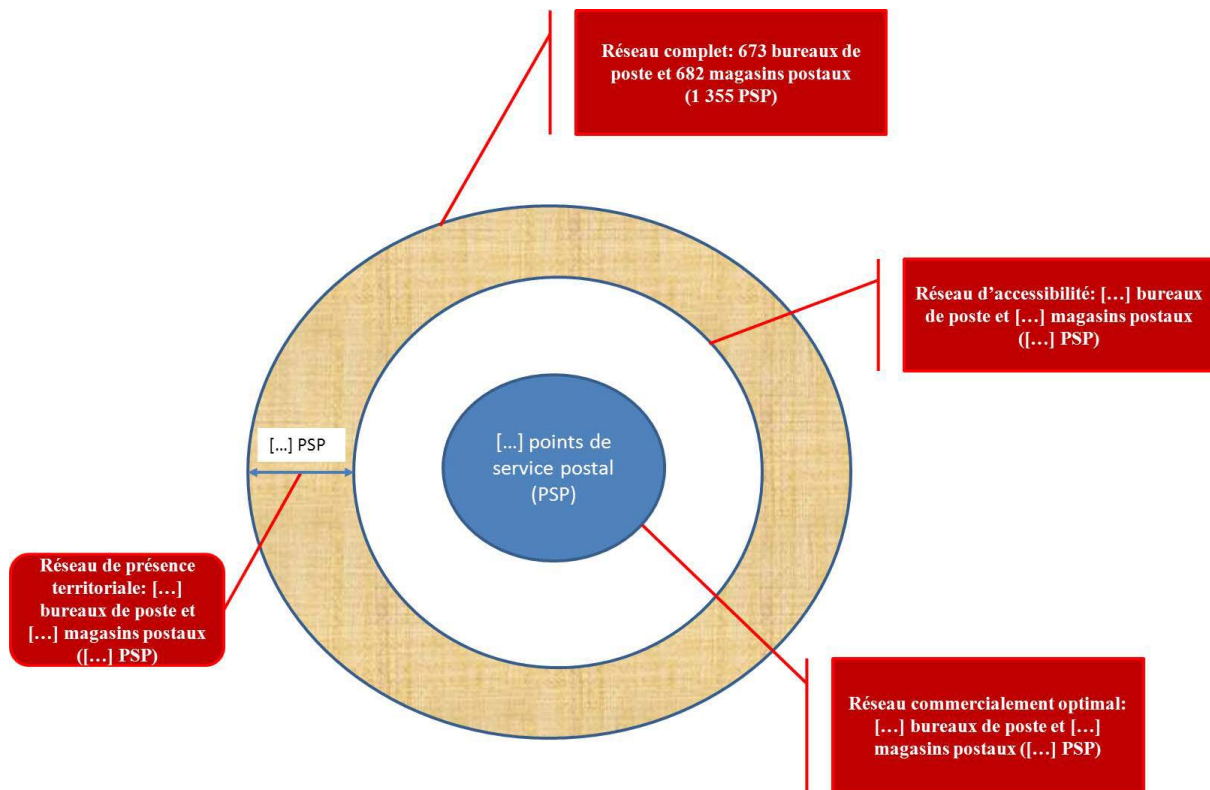 Réseau complet: 673 bureaux de
poste et 682 magasins postaux
(1 355 PSP)
Réseau d’accessibilité: […] bureaux
de poste et […] magasins postaux
([…] PSP)
[…] PSP
[…] points de
service postal
(PSP)
Réseau de présence
territoriale: […]
bureaux de poste et
[…] magasins postaux
([…] PSP)
Réseau commercialement optimal:
[…] bureaux de poste et […]
magasins postaux ([…] PSP)